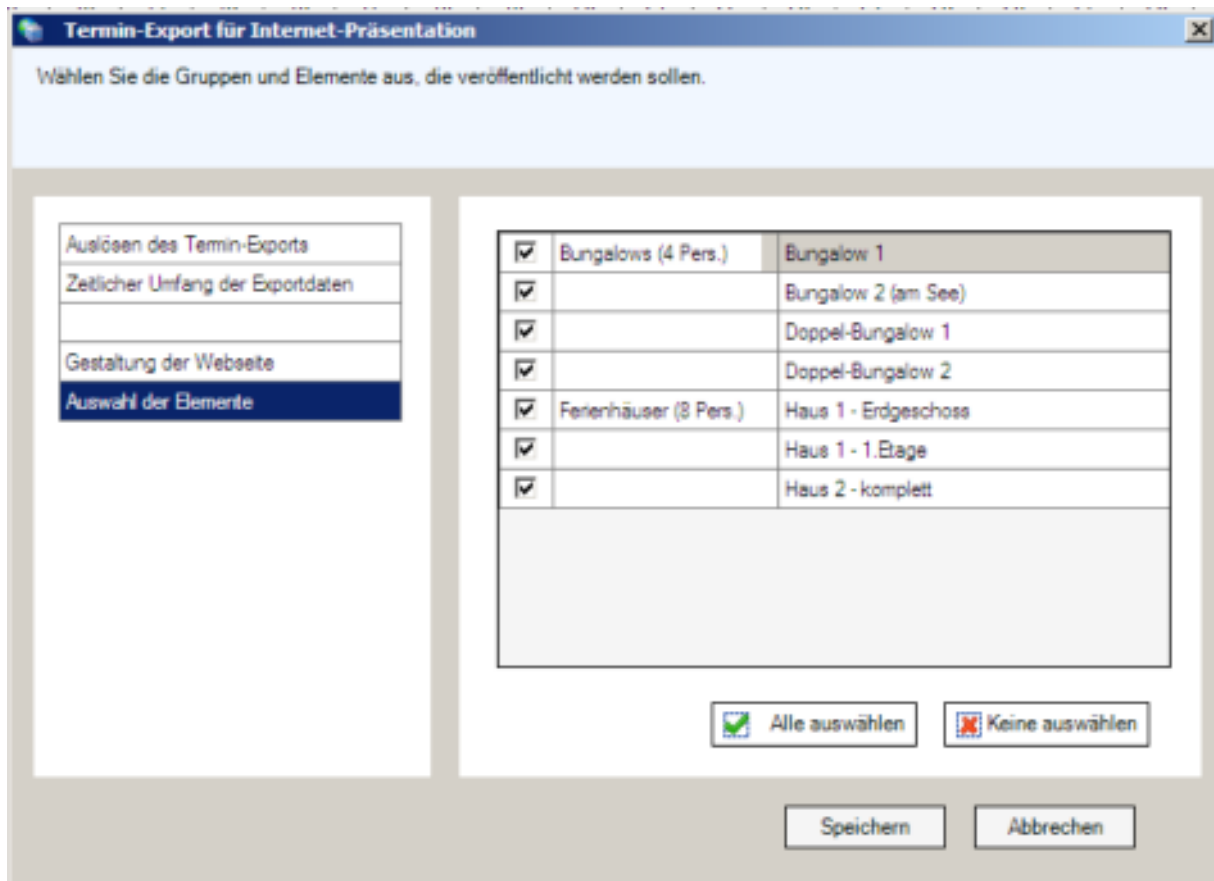 Termin-Export für Internet-Präsentation
Wählen Sie die Gruppen und Elemente aus, die veröffentlicht werden sollen.
Auslösen des Termin-Exports
Zeitlicher Umfang der Exportdaten
Gestaltung der Webseite
Auswahl der Elemente
Bungalows (4 Pers.) Bungalow 1
Bungalow 2 (am See)
Doppel-Bungalow 1
Doppel-Bungalow 2
Ferienhäuser (8 Pers.) Haus 1 - Erdgeschoss
Haus 1 - 1.Etage
Haus 2 - komplett
Alle auswählen Keine auswählen
Speichern Abbrechen